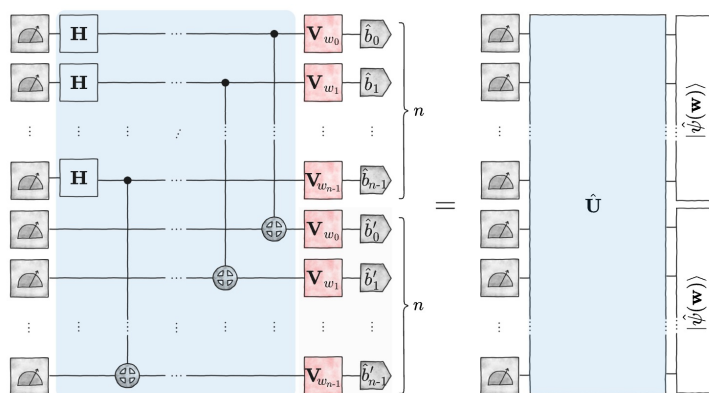 H ... V_{w_0} b̂_0
H ... V_{w_1} b̂_1
⋮ ⋮ ⋮ ⋮ ⋮ ⋮ ⋮ n ⋮ ⋮ |ψ̂(w)⟩
H ... V_{w_{n-1}} b̂_{n-1}
= Û
... V_{w_0} b̂′_0
... V_{w_1} b̂′_1
⋮ ⋮ ⋮ ⋮ ⋮ ⋮ n ⋮ ⋮ |ψ̂(w)⟩
... V_{w_{n-1}} b̂′_{n-1}